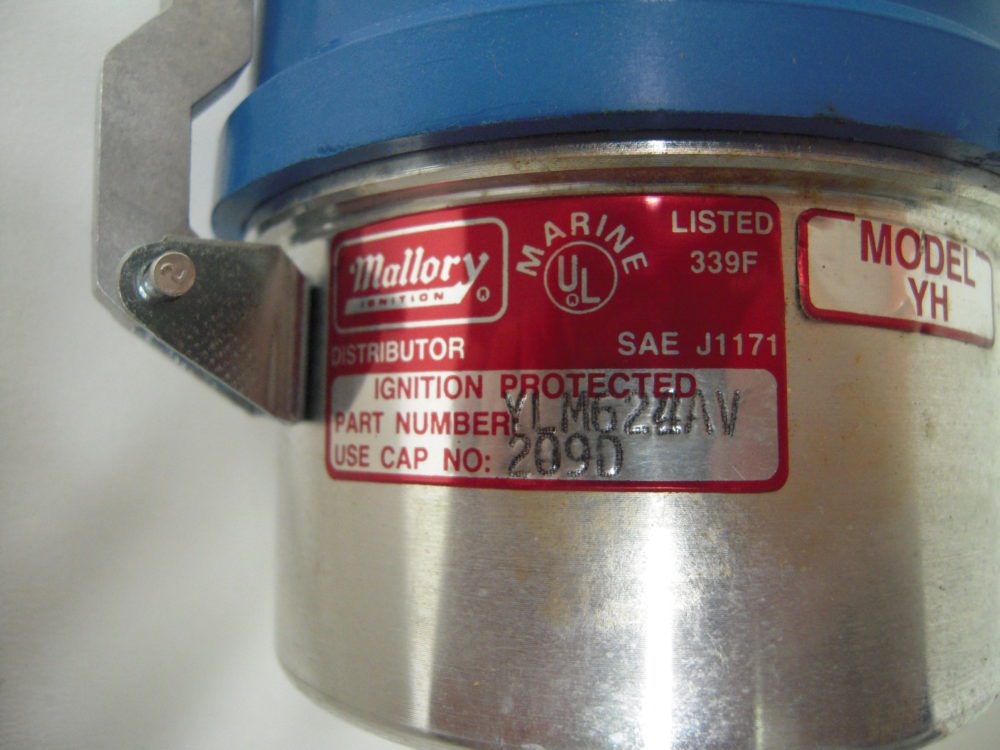 Mallory
IGNITION
®
MARINE
UL
®
LISTED
339F
DISTRIBUTOR
SAE J1171
IGNITION PROTECTED
PART NUMBER: YLM624AV
USE CAP NO: 209D
MODEL
YH
2